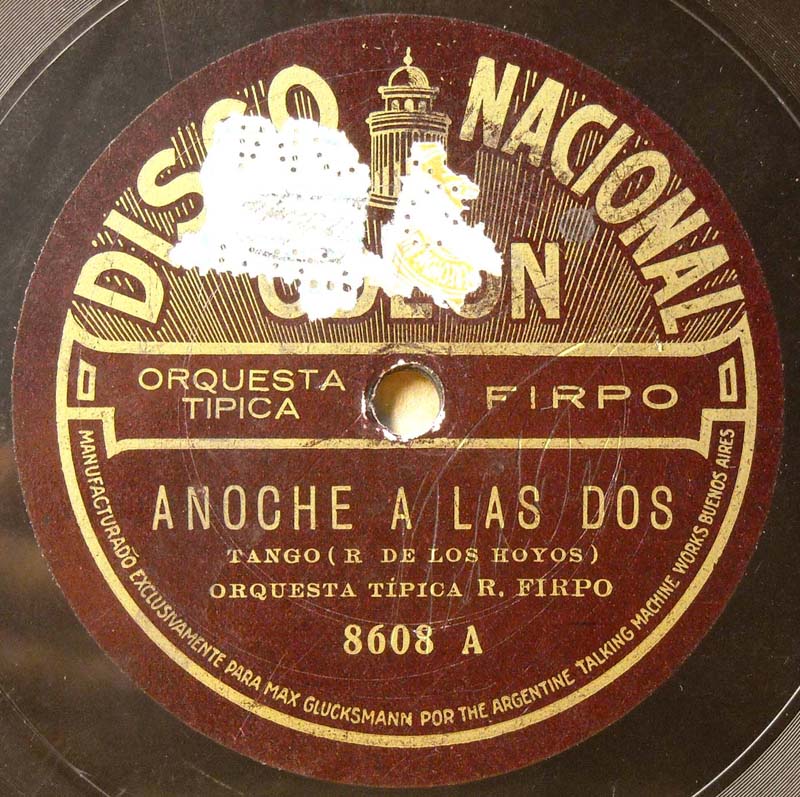 DISCO NACIONAL
ODEON
ORQUESTA TIPICA
FIRPO
ANOCHE A LAS DOS
TANGO ( R DE LOS HOYOS )
ORQUESTA TÍPICA R. FIRPO
8608 A
MANUFACTURADO EXCLUSIVAMENTE PARA MAX GLUCKSMANN POR THE ARGENTINE TALKING MACHINE WORKS BUENOS AIRES